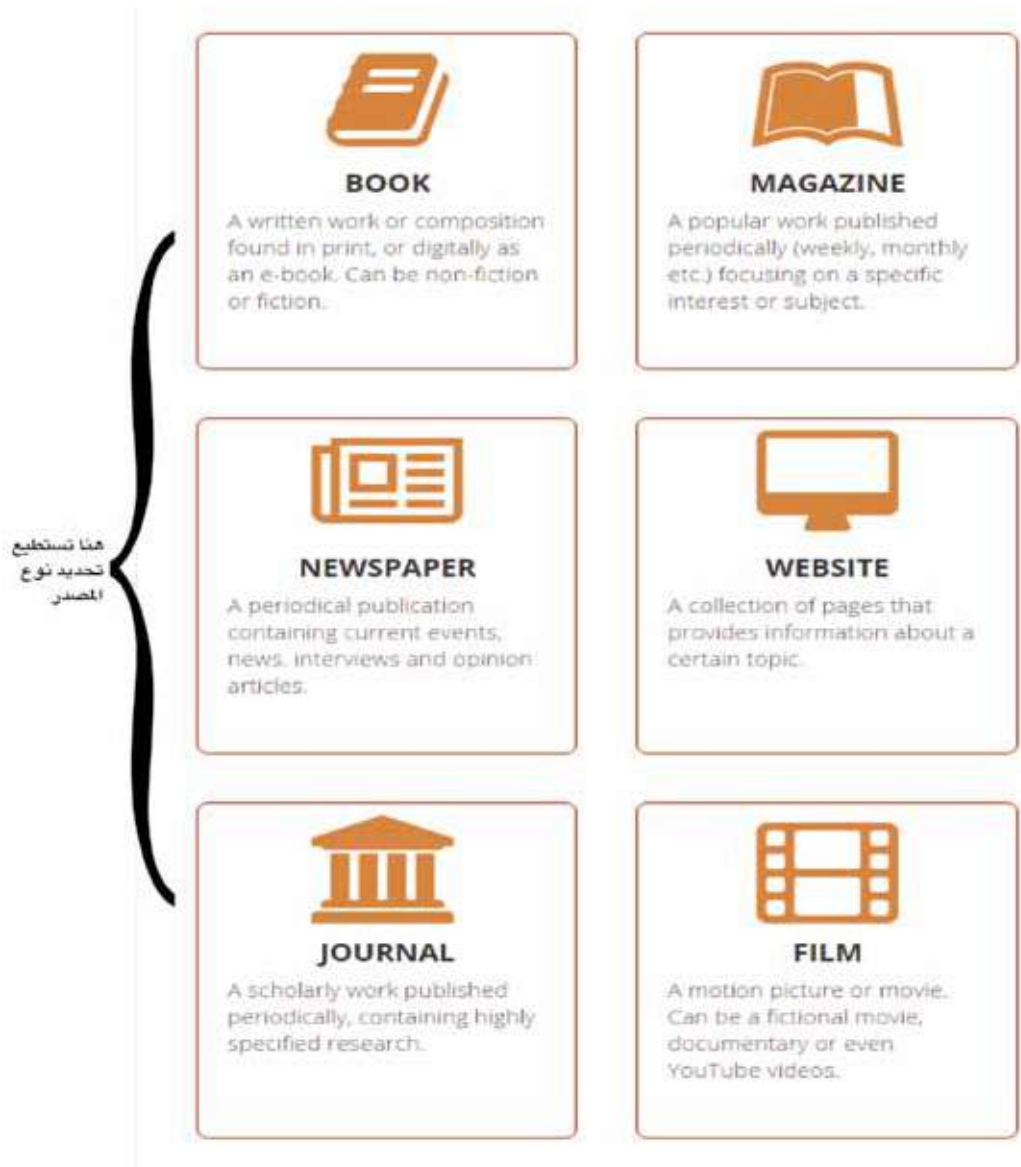 BOOK
A written work or composition
found in print, or digitally as
an e-book. Can be non-fiction
or fiction.
MAGAZINE
A popular work published
periodically (weekly, monthly
etc.) focusing on a specific
interest or subject.
هنا تستطيع
تحديد نوع
المصدر
NEWSPAPER
A periodical publication
containing current events,
news, interviews and opinion
articles.
WEBSITE
A collection of pages that
provides information about a
certain topic.
JOURNAL
A scholarly work published
periodically, containing highly
specified research.
FILM
A motion picture or movie.
Can be a fictional movie,
documentary or even
YouTube videos.